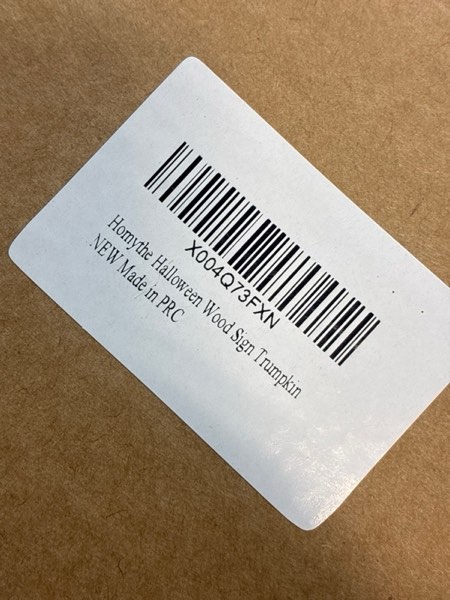 X004Q73FXN
Homythe Halloween Wood Sign Trumpkin
NEW Made in PRC